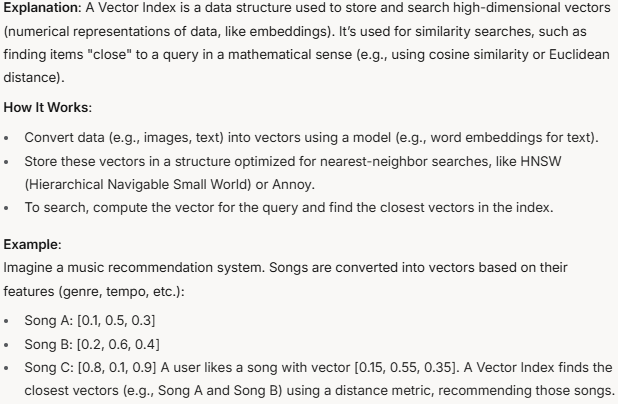 Explanation: A Vector Index is a data structure used to store and search high-dimensional vectors
(numerical representations of data, like embeddings). It’s used for similarity searches, such as
finding items "close" to a query in a mathematical sense (e.g., using cosine similarity or Euclidean
distance).
How It Works:
• Convert data (e.g., images, text) into vectors using a model (e.g., word embeddings for text).
• Store these vectors in a structure optimized for nearest-neighbor searches, like HNSW
(Hierarchical Navigable Small World) or Annoy.
• To search, compute the vector for the query and find the closest vectors in the index.
Example:
Imagine a music recommendation system. Songs are converted into vectors based on their
features (genre, tempo, etc.):
• Song A: [0.1, 0.5, 0.3]
• Song B: [0.2, 0.6, 0.4]
• Song C: [0.8, 0.1, 0.9] A user likes a song with vector [0.15, 0.55, 0.35]. A Vector Index finds the
closest vectors (e.g., Song A and Song B) using a distance metric, recommending those songs.